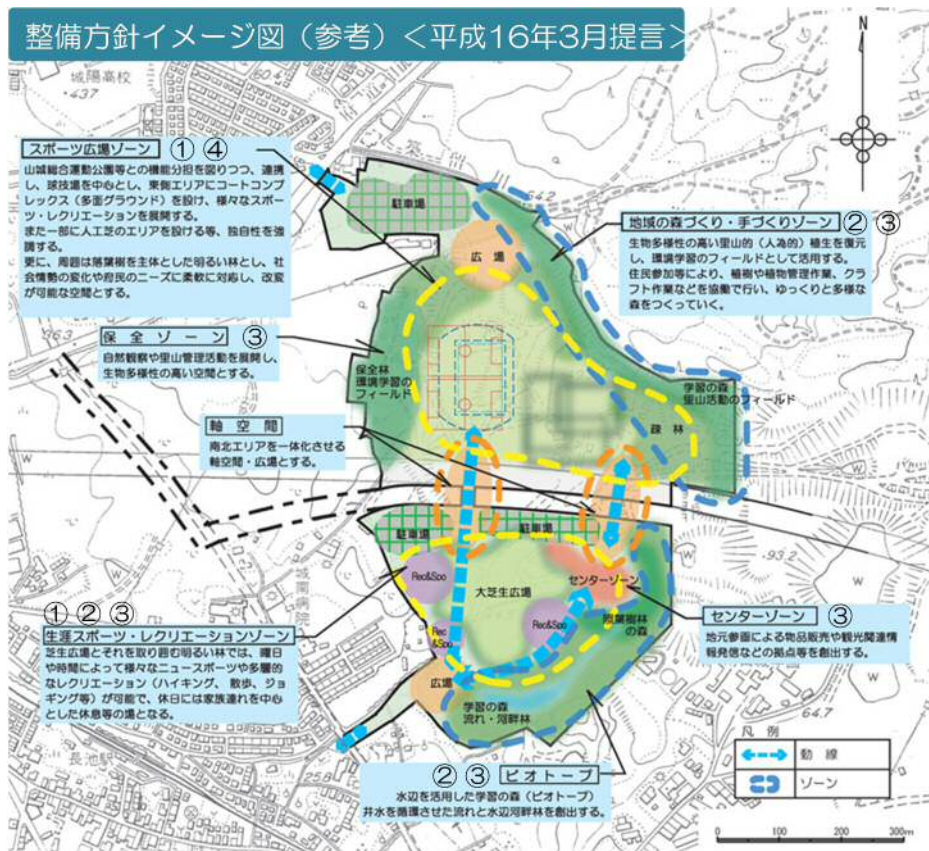 整備方針イメージ図（参考）＜平成16年3月提言＞
城陽高校
・437
60.4
N
スポーツ広場ゾーン ① ④
山城総合運動公園等との機能分担を図りつつ、連携
し、球技場を中心とし、東側エリアにコートコンプ
レックス（多面グラウンド）を設け、様々なスポー
ツ・レクリエーションを展開する。
また一部に人工芝のエリアを設ける等、独自性を強
調する。
更に、周囲は落葉樹を主体とした明るい林とし、社
会情勢の変化や府民のニーズに柔軟に対応し、改変
が可能な空間とする。
駐車場
広場
地域の森づくり・手づくりゾーン ② ③
生物多様性の高い里山的（人為的）植生を復元
し、環境学習のフィールドとして活用する。
住民参加等により、植樹や植物管理作業、クラ
フト作業などを協働で行い、ゆっくりと多様な
森をつくっていく。
保全ゾーン ③
自然観察や里山管理活動を展開し、
生物多様性の高い空間とする。
保全林
環境学習の
フィールド
学習の森
里山活動のフィールド
疎林
軸空間
南北エリアを一体化させる
軸空間・広場とする。
駐車場
駐車場
・93.2
Rec&Spo
大芝生広場
センターゾーン
Rec&Spo
Rec
&Spo
照葉樹林
の森
センターゾーン ③
地元参画による物品販売や観光関連情
報発信などの拠点等を創出する。
① ② ③
生涯スポーツ・レクリエーションゾーン
芝生広場とそれを取り囲む明るい林では、曜日
や時間によって様々なニュースポーツや多層的
なレクリエーション（ハイキング、散歩、ジョ
ギング等）が可能で、休日には家族連れを中心
とした休息等の場となる。
広場
学習の森
流れ・河畔林
64.7
長池駅
25.8
② ③ ビオトープ
水辺を活用した学習の森（ビオトープ）
井水を循環させた流れと水辺河畔林を創出する。
凡例
動線
ゾーン
0 100 200 300m